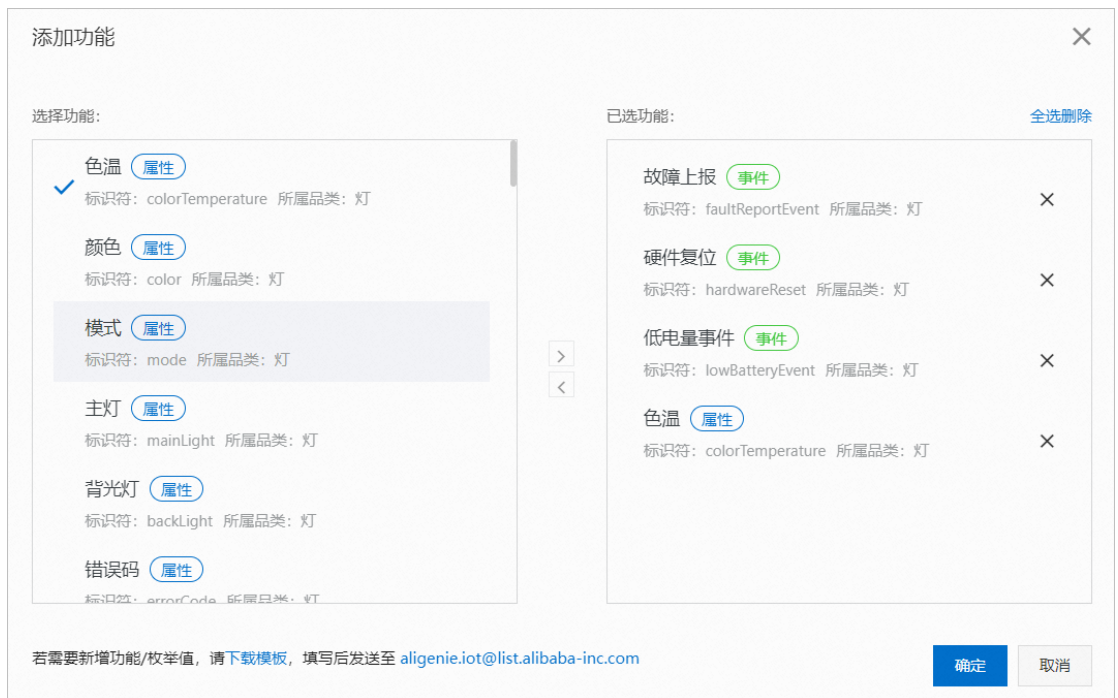 添加功能
选择功能:
色温 属性
标识符: colorTemperature 所属品类: 灯
颜色 属性
标识符: color 所属品类: 灯
模式 属性
标识符: mode 所属品类: 灯
主灯 属性
标识符: mainLight 所属品类: 灯
背光灯 属性
标识符: backLight 所属品类: 灯
错误码 属性
标识符: errorCode 所属品类: 灯
已选功能:
全选删除
故障上报 事件
标识符: faultReportEvent 所属品类: 灯
硬件复位 事件
标识符: hardwareReset 所属品类: 灯
低电量事件 事件
标识符: lowBatteryEvent 所属品类: 灯
色温 属性
标识符: colorTemperature 所属品类: 灯
若需要新增功能/枚举值，请下载模板，填写后发送至 aligenie.iot@list.alibaba-inc.com
确定
取消